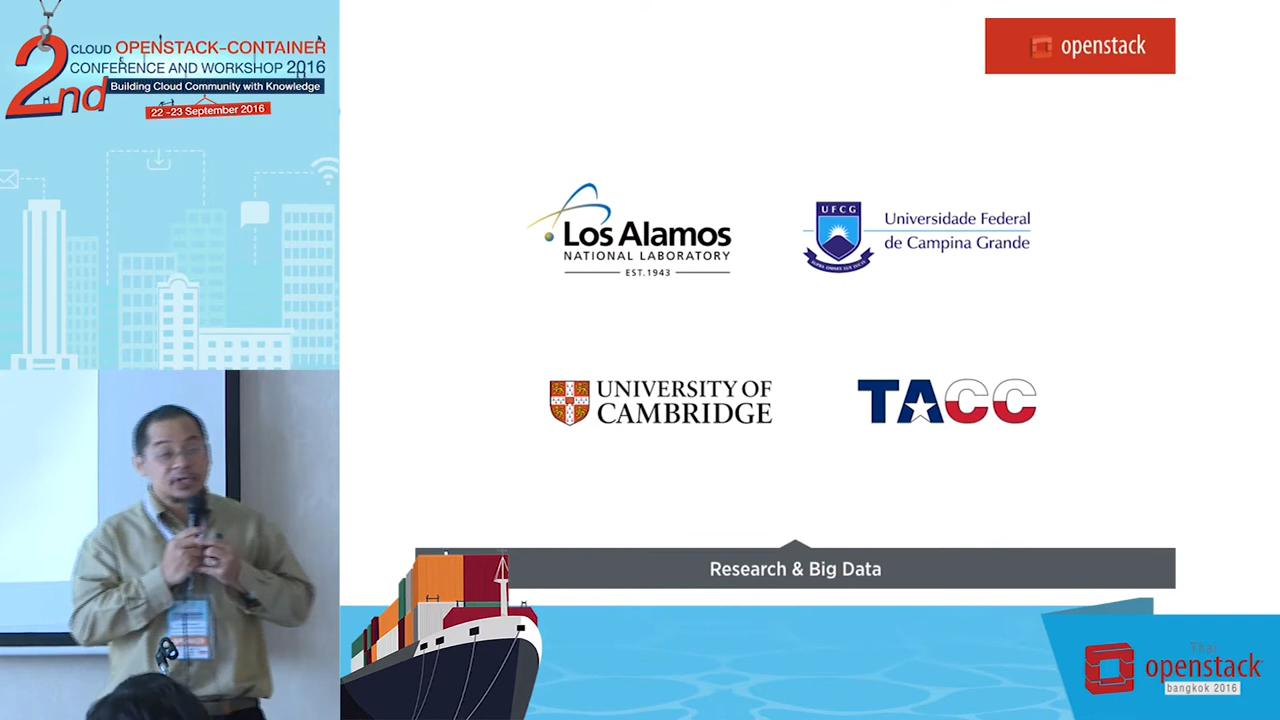 2nd
CLOUD OPENSTACK-CONTAINER
CONFERENCE AND WORKSHOP 2016
Building Cloud Community with Knowledge
22 -23 September 2016
openstack
Los Alamos
NATIONAL LABORATORY
EST.1943
UFCG
Universidade Federal
de Campina Grande
UNIVERSITY OF
CAMBRIDGE
TACC
Research & Big Data
Thai
openstack
bangkok 2016